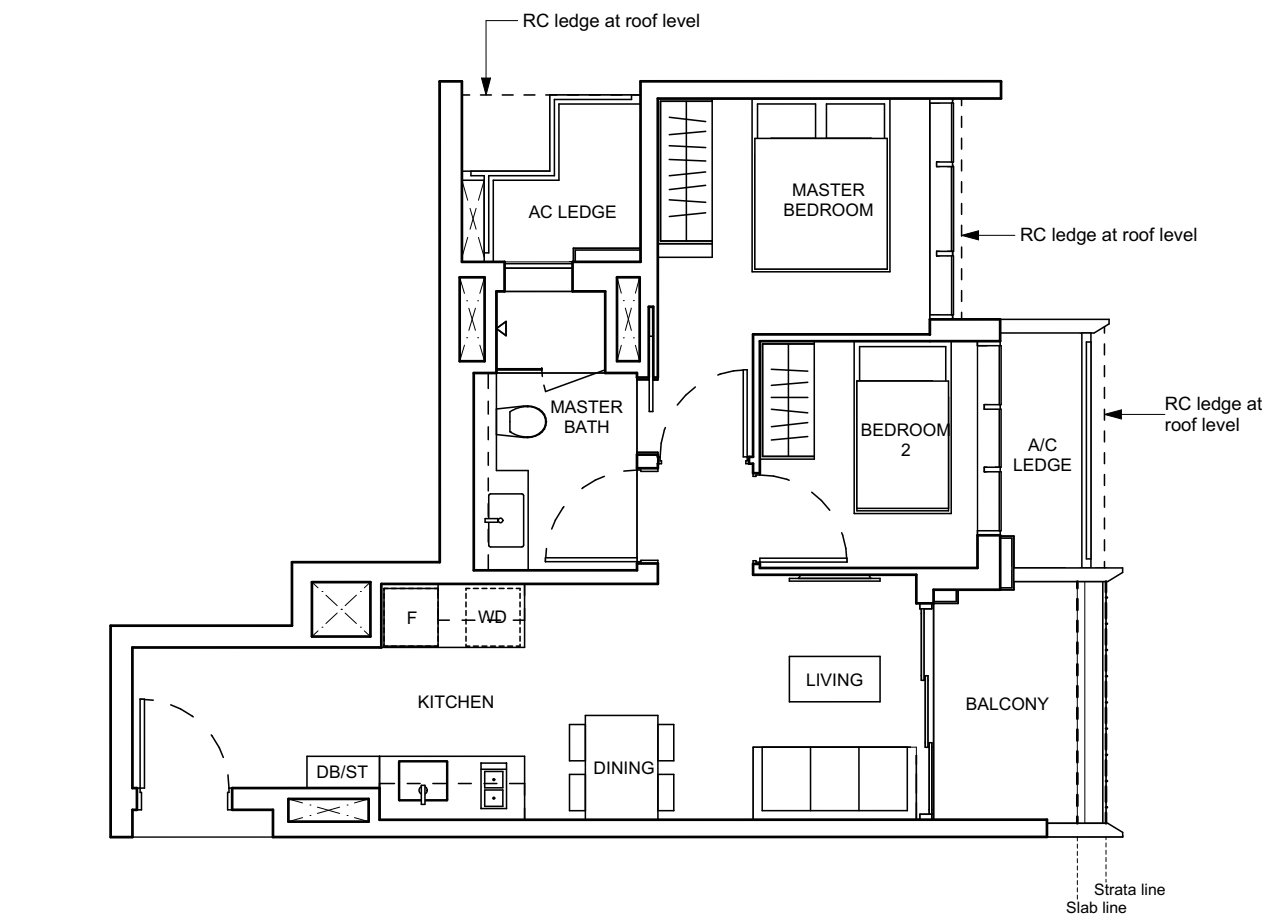 RC ledge at roof level
MASTER
BEDROOM
AC LEDGE
RC ledge at roof level
MASTER
BATH
BEDROOM
2
A/C
LEDGE
RC ledge at
roof level
F
WD
KITCHEN
LIVING
BALCONY
DB/ST
DINING
Strata line
Slab line